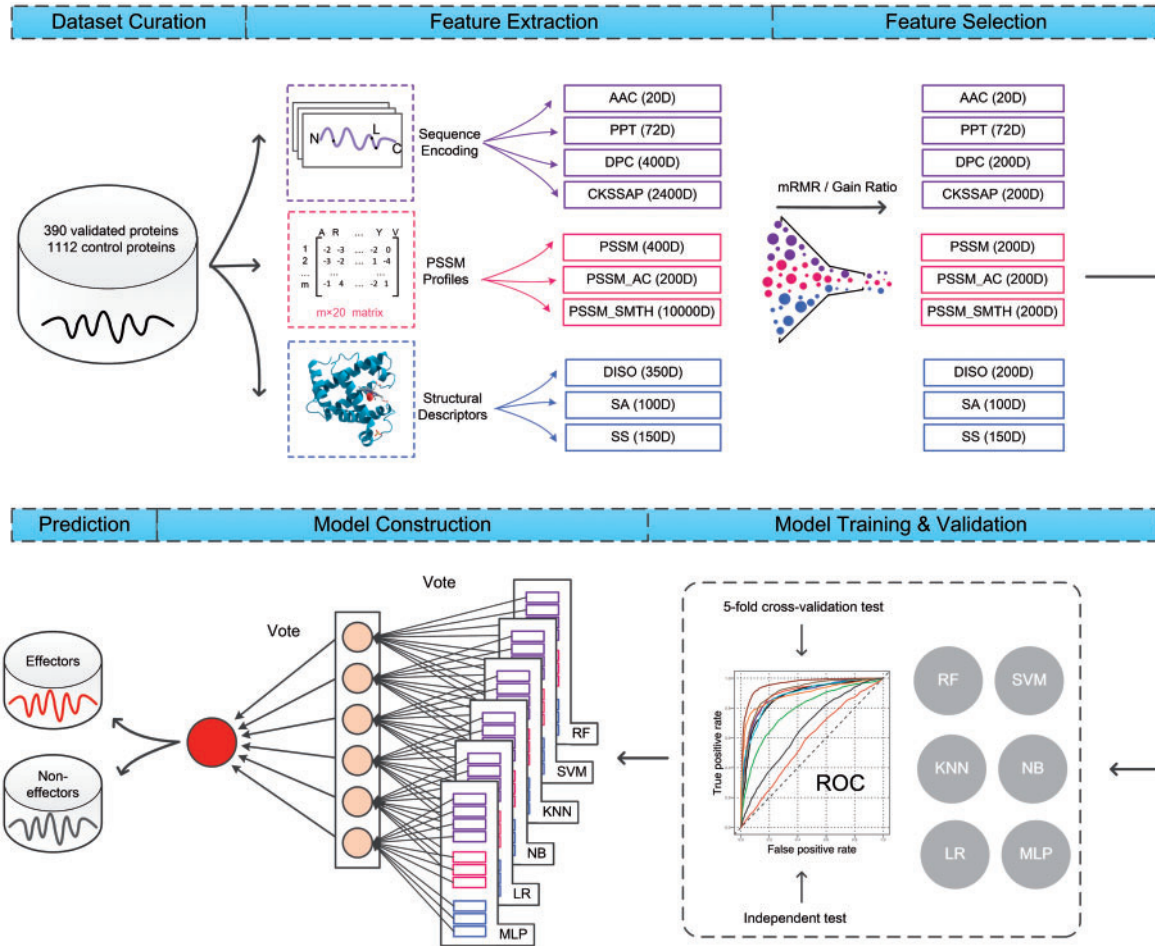 Dataset Curation
Feature Extraction
Feature Selection
390 validated proteins
1112 control proteins
N
L
C
Sequence
Encoding
A R ... Y V
1 -2 -3 ... -2 0
2 -3 -2 ... 1 -4
... ... ...
m -1 4 ... -2 1
m×20 matrix
PSSM
Profiles
Structural
Descriptors
AAC (20D)
PPT (72D)
DPC (400D)
CKSSAP (2400D)
PSSM (400D)
PSSM_AC (200D)
PSSM_SMTH (10000D)
DISO (350D)
SA (100D)
SS (150D)
mRMR / Gain Ratio
AAC (20D)
PPT (72D)
DPC (200D)
CKSSAP (200D)
PSSM (200D)
PSSM_AC (200D)
PSSM_SMTH (200D)
DISO (200D)
SA (100D)
SS (150D)
Prediction
Model Construction
Model Training & Validation
Effectors
Non-
effectors
Vote
Vote
RF
SVM
KNN
NB
LR
MLP
5-fold cross-validation test
True positive rate
ROC
False positive rate
Independent test
RF
SVM
KNN
NB
LR
MLP